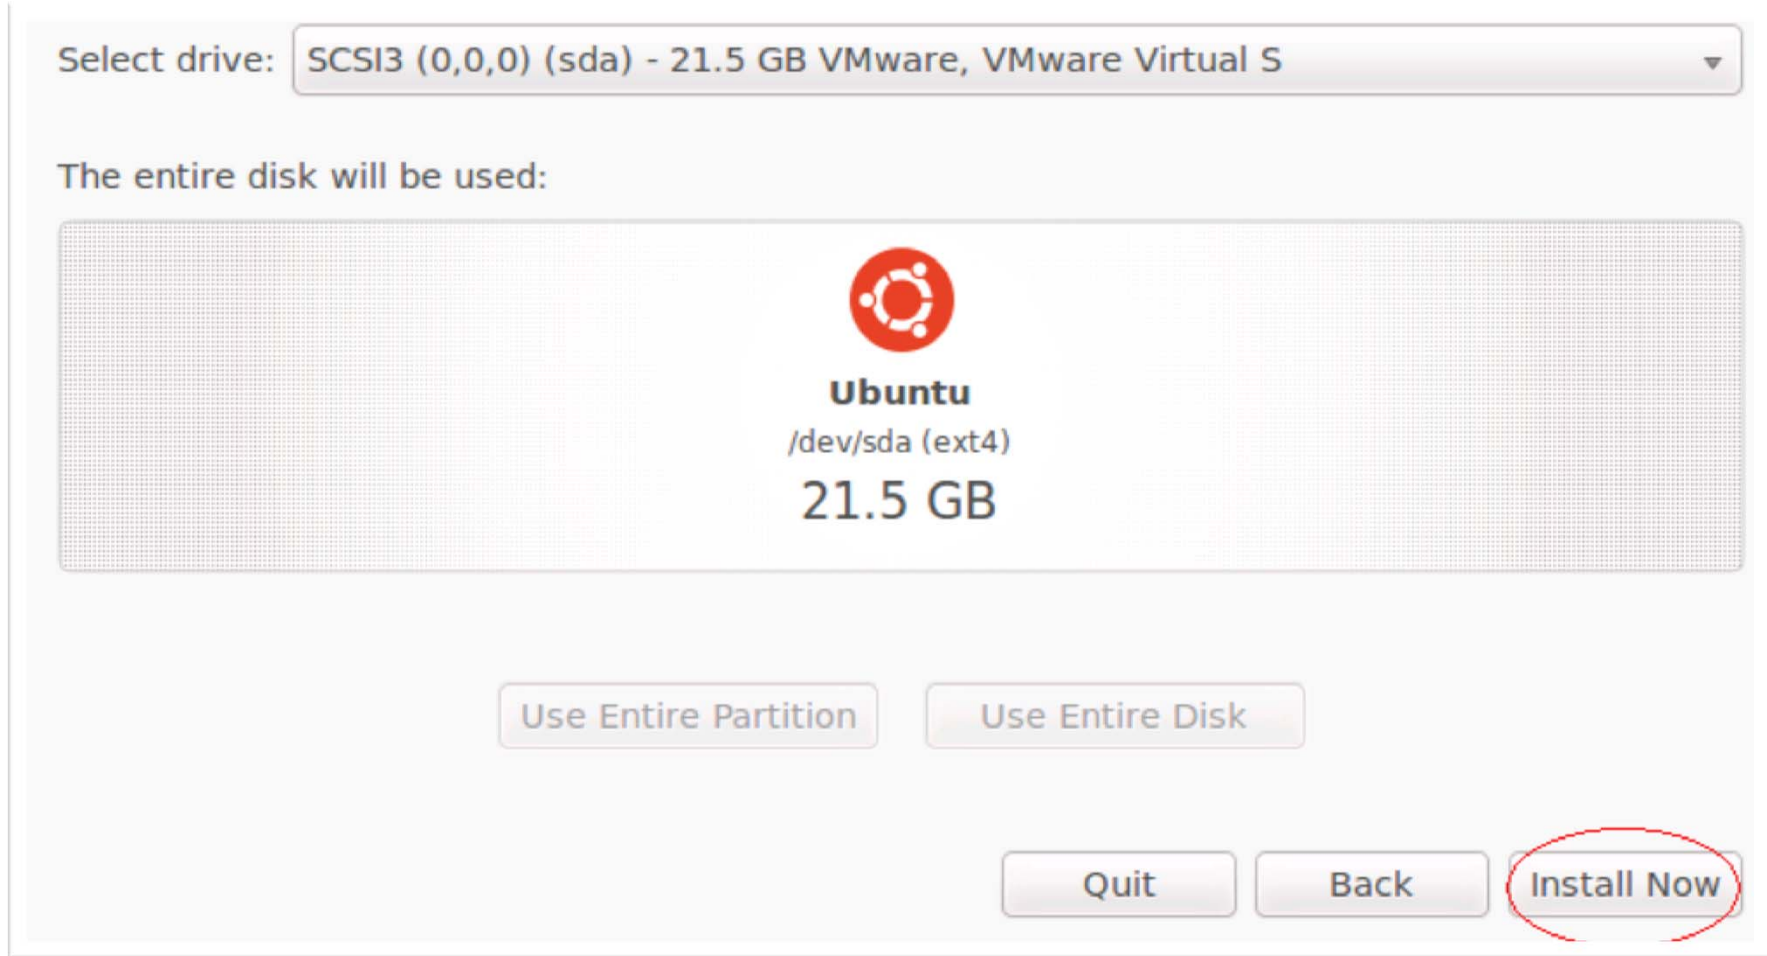 Select drive: SCSI3 (0,0,0) (sda) - 21.5 GB VMware, VMware Virtual S
The entire disk will be used:
Ubuntu
/dev/sda (ext4)
21.5 GB
Use Entire Partition Use Entire Disk
Quit Back Install Now